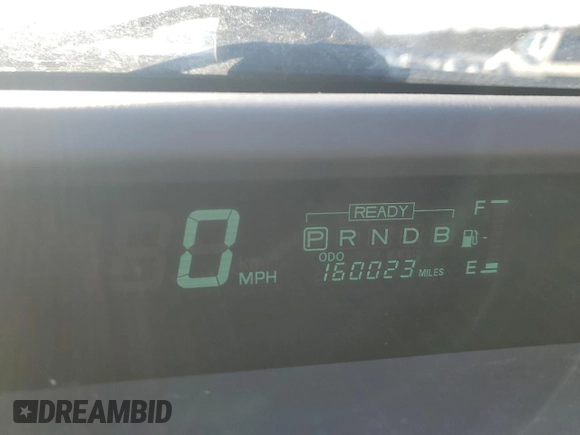 READY
F
P R N D B
0 MPH
ODO
160023 MILES
E
DREAMBID